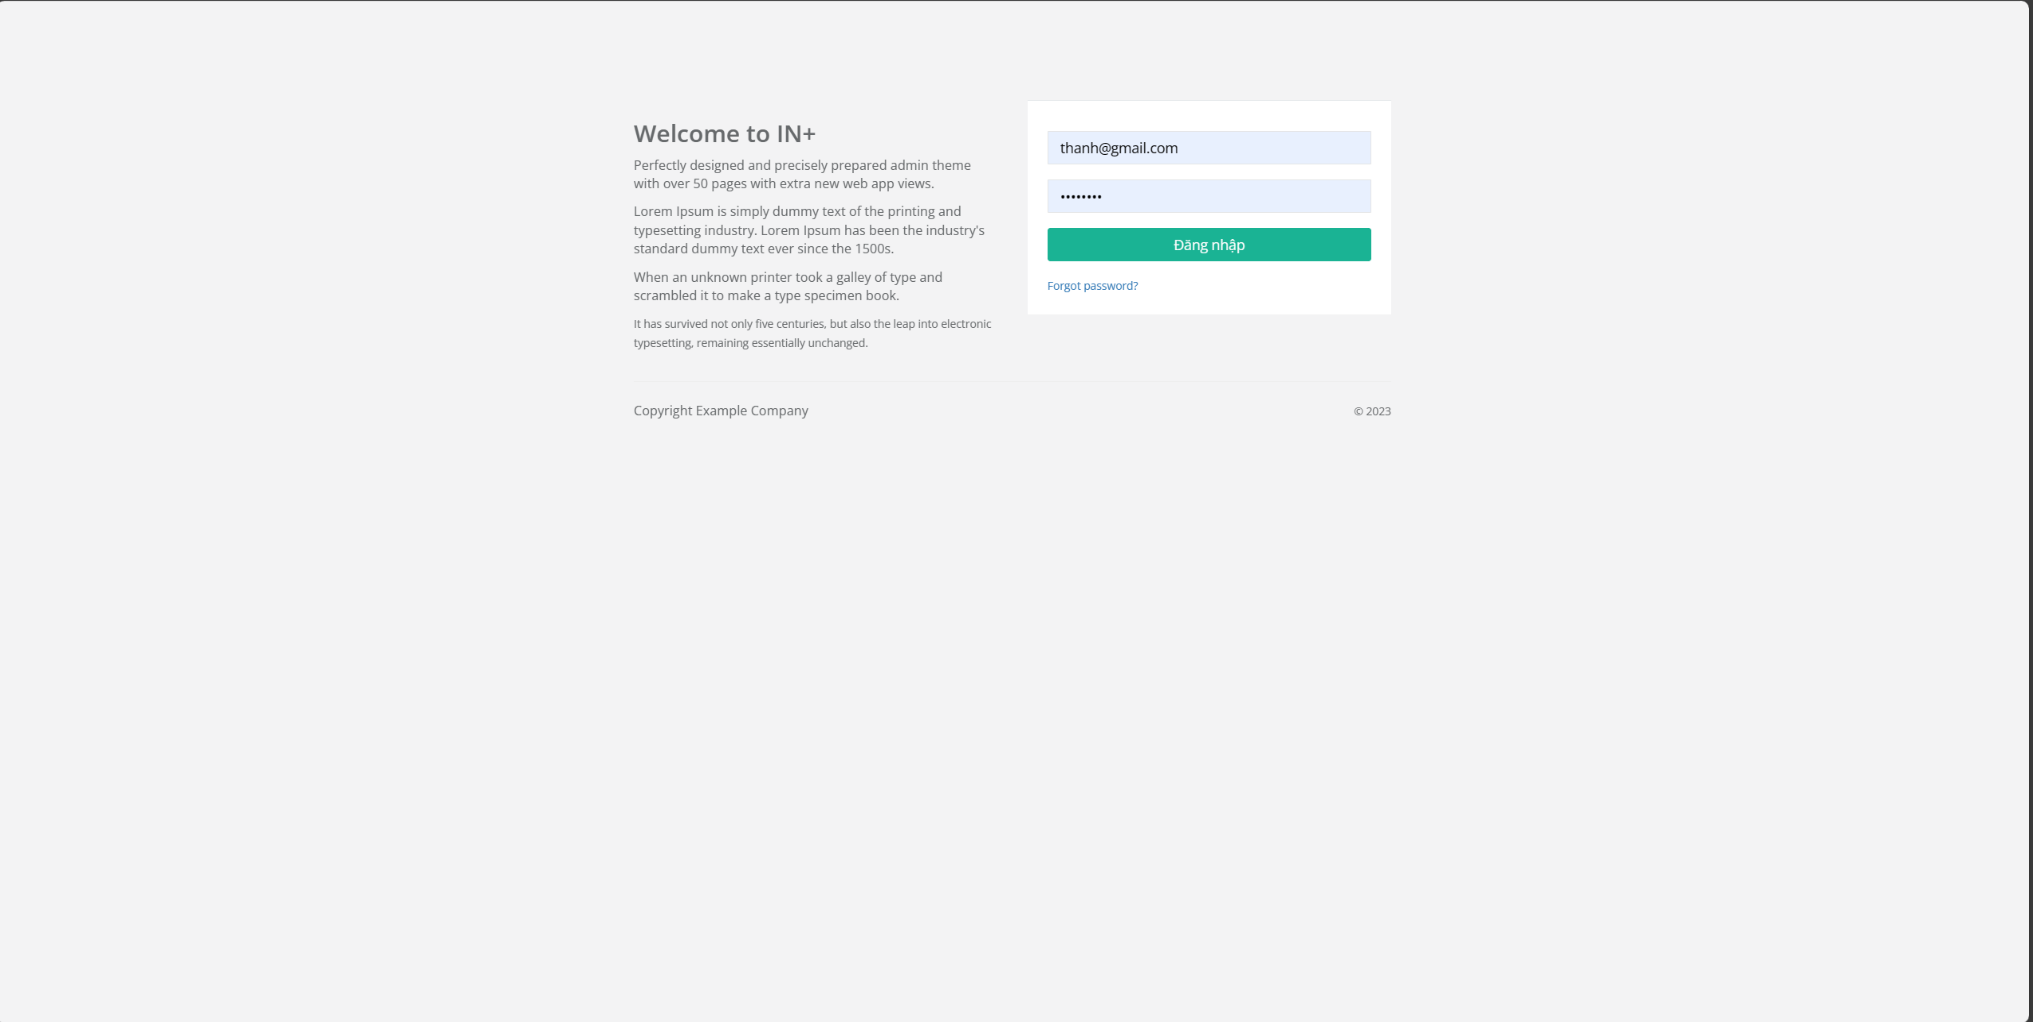 Welcome to IN+
Perfectly designed and precisely prepared admin theme
with over 50 pages with extra new web app views.
Lorem Ipsum is simply dummy text of the printing and
typesetting industry. Lorem Ipsum has been the industry's
standard dummy text ever since the 1500s.
When an unknown printer took a galley of type and
scrambled it to make a type specimen book.
It has survived not only five centuries, but also the leap into electronic
typesetting, remaining essentially unchanged.
thanh@gmail.com
••••••••
Đăng nhập
Forgot password?
Copyright Example Company
© 2023